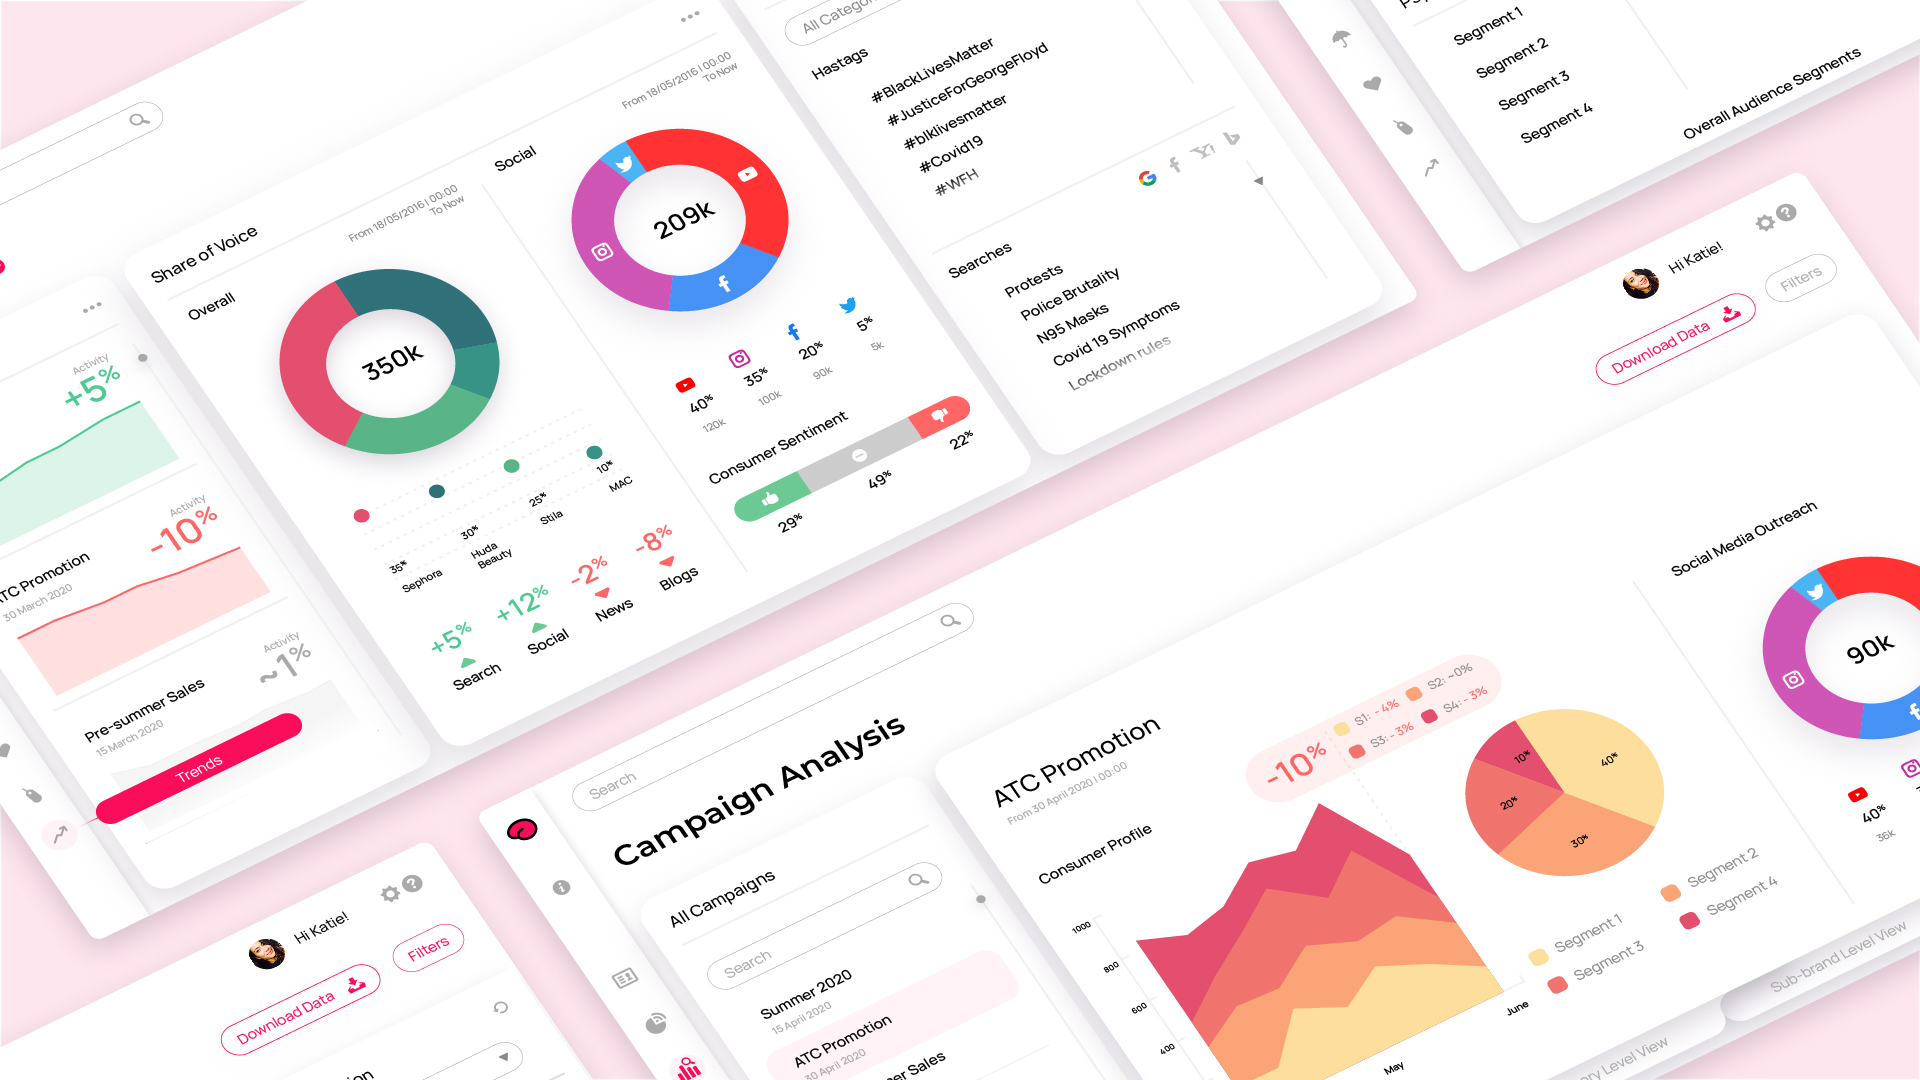 Activity
+5%
ATC Promotion
30 March 2020
Activity
-10%
Pre-summer Sales
15 March 2020
Activity
~1%
Trends
Share of Voice
From 18/05/2016 | 00:00
To Now
Overall
350k
35%
Sephora
30%
Huda
Beauty
25%
Stila
10%
MAC
+5%
Search
+12%
Social
-2%
News
-8%
Blogs
Social
From 18/05/2016 | 00:00
To Now
209k
40%
120k
35%
100k
20%
90k
5%
5k
Consumer Sentiment
29%
49%
22%
Hastags
#BlackLivesMatter
#JusticeForGeorgeFloyd
#blklivesmatter
#Covid19
#WFH
Searches
Protests
Police Brutality
N95 Masks
Covid 19 Symptoms
Lockdown rules
Segment 1
Segment 2
Segment 3
Segment 4
Overall Audience Segments
Hi Katie!
Download Data
Filters
Hi Katie!
Download Data
Filters
Search
Campaign Analysis
All Campaigns
Search
Summer 2020
15 April 2020
ATC Promotion
30 April 2020
ATC Promotion
From 30 April 2020 | 00:00
-10%
S1: - 4%
S2: ~0%
S3: - 3%
S4: - 3%
Consumer Profile
1000
800
600
400
May
June
10%
40%
20%
30%
Segment 1
Segment 2
Segment 3
Segment 4
Social Media Outreach
90k
40%
36k
Sub-brand Level View
Level View